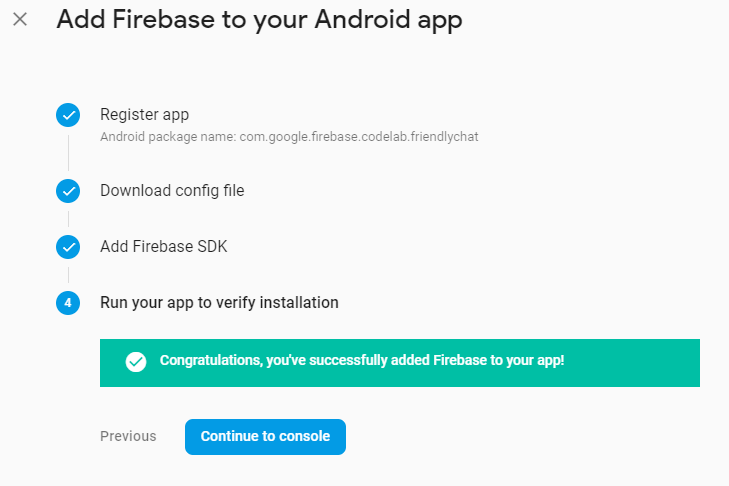 Add Firebase to your Android app
Register app
Android package name: com.google.firebase.codelab.friendlychat
Download config file
Add Firebase SDK
4
Run your app to verify installation
Congratulations, you've successfully added Firebase to your app!
Previous
Continue to console